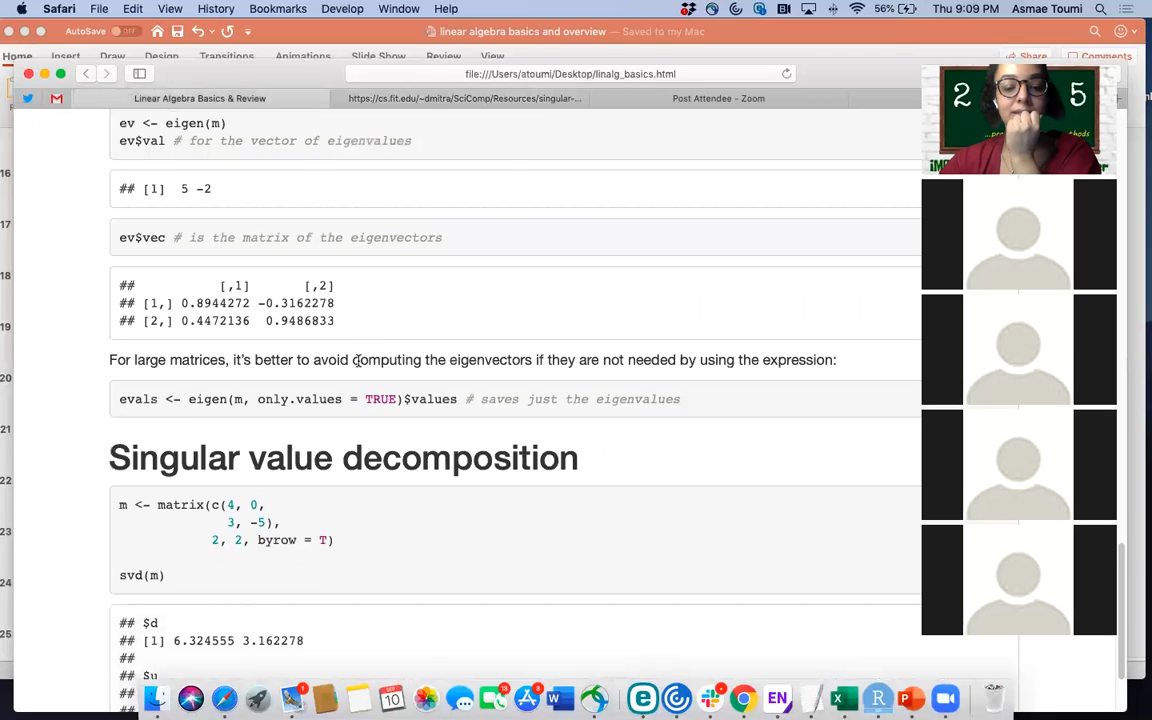 Safari File Edit View History Bookmarks Develop Window Help 56% Thu 9:09 PM Asmae Toumi
AutoSave OFF linear algebra basics and overview — Saved to my Mac
Home Insert Draw Design Transitions Animations Slide Show Review View Share Comments
file:///Users/atoumi/Desktop/linalg_basics.html
Linear Algebra Basics & Review https://cs.fit.edu/~dmitra/SciComp/Resources/singular-... Post Attendee - Zoom
ev <- eigen(m)
ev$val # for the vector of eigenvalues
## [1]  5 -2
ev$vec # is the matrix of the eigenvectors
## [,1] [,2]
## [1,] 0.8944272 -0.3162278
## [2,] 0.4472136 0.9486833
For large matrices, it's better to avoid computing the eigenvectors if they are not needed by using the expression:
evals <- eigen(m, only.values = TRUE)$values # saves just the eigenvalues
Singular value decomposition
m <- matrix(c(4, 0,
3, -5),
2, 2, byrow = T)
svd(m)
## $d
## [1] 6.324555 3.162278
##
## $u
##
16
17
18
19
20
21
22
23
24
25
2 5